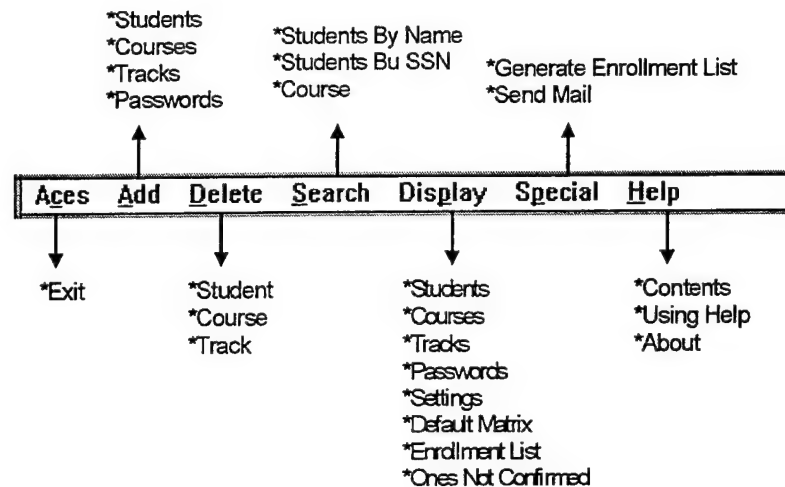 *Students
*Courses
*Tracks
*Passwords
*Students By Name
*Students Bu SSN
*Course
*Generate Enrollment List
*Send Mail
Aces Add Delete Search Display Special Help
*Exit
*Student
*Course
*Track
*Students
*Courses
*Tracks
*Passwords
*Settings
*Default Matrix
*Enrollment List
*Ones Not Confirmed
*Contents
*Using Help
*About